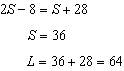 2S − 8 = S + 28
S = 36
L = 36 + 28 = 64